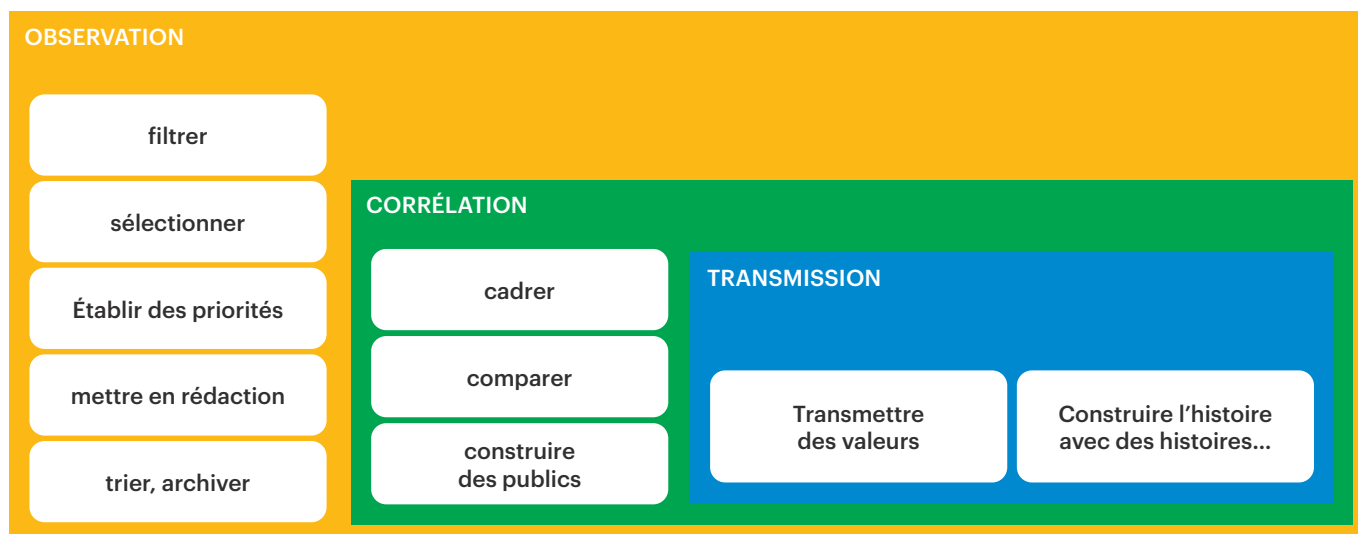 OBSERVATION
filtrer
sélectionner
Établir des priorités
mettre en rédaction
trier, archiver
CORRÉLATION
cadrer
comparer
construire
des publics
TRANSMISSION
Transmettre
des valeurs
Construire l’histoire
avec des histoires...